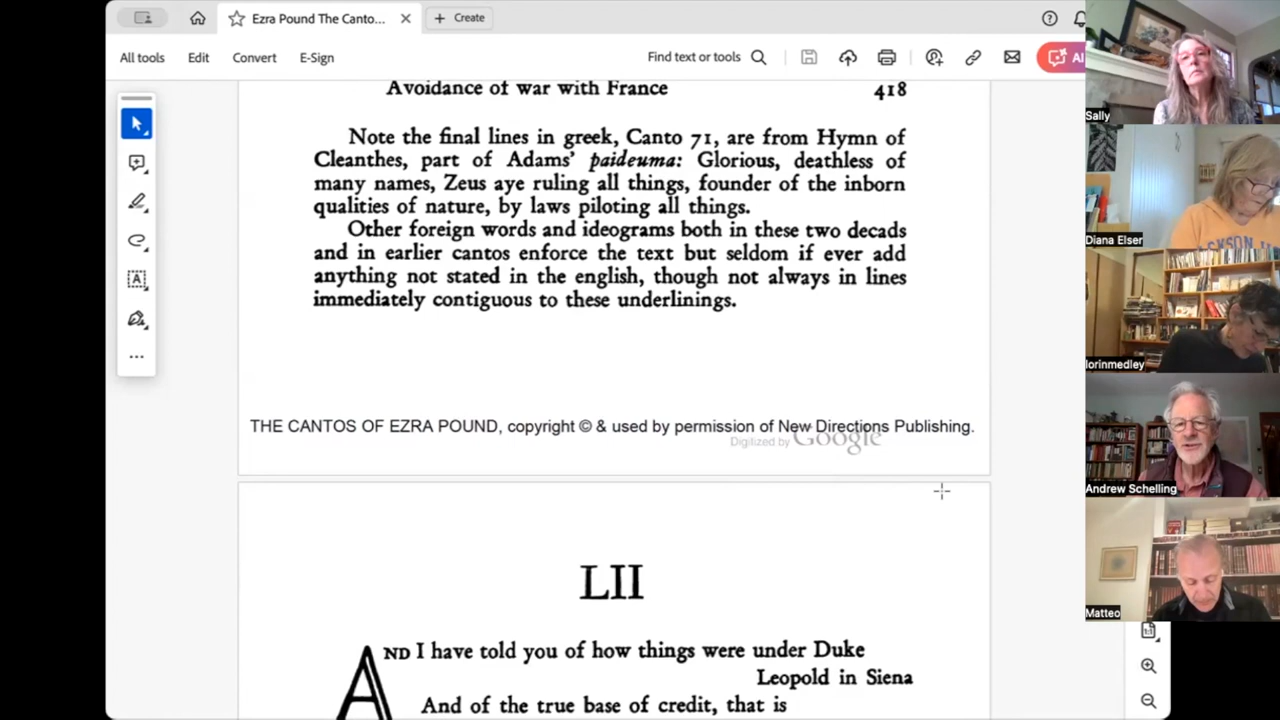 Ezra Pound The Canto...
Create
All tools
Edit
Convert
E-Sign
Find text or tools
AI
Avoidance of war with France 418
Note the final lines in greek, Canto 71, are from Hymn of
Cleanthes, part of Adams' paideuma: Glorious, deathless of
many names, Zeus aye ruling all things, founder of the inborn
qualities of nature, by laws piloting all things.
Other foreign words and ideograms both in these two decads
and in earlier cantos enforce the text but seldom if ever add
anything not stated in the english, though not always in lines
immediately contiguous to these underlinings.
THE CANTOS OF EZRA POUND, copyright © & used by permission of New Directions Publishing.
Digitized by Google
LII
AND I have told you of how things were under Duke
Leopold in Siena
And of the true base of credit, that is
Sally
Diana Elser
JACKSON H
lorinmedley
Andrew Schelling
Matteo